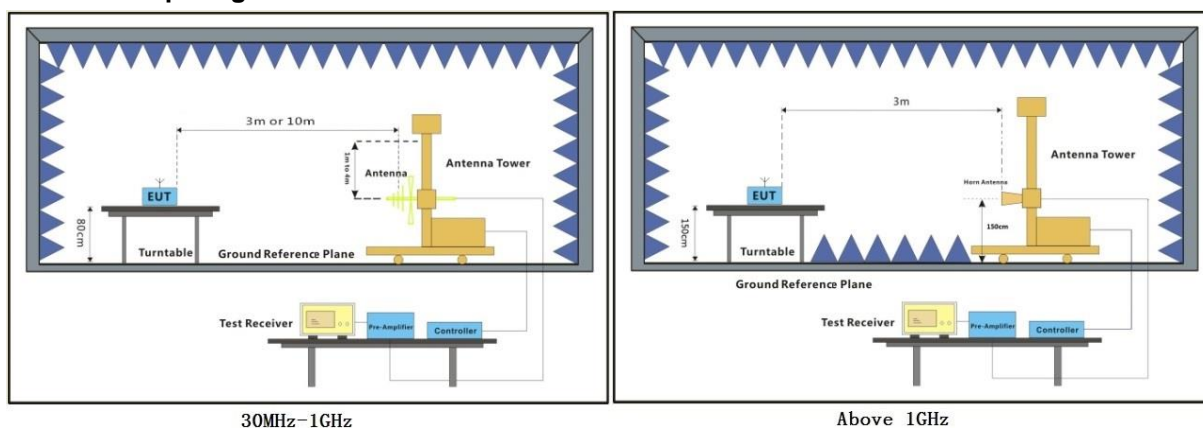 3m or 10m
1m to 4m
Antenna
Antenna Tower
EUT
80cm
Turntable
Ground Reference Plane
Test Receiver
Pre-Amplifier
Controller
30MHz-1GHz
3m
Antenna Tower
Horn Antenna
EUT
150cm
150cm
Turntable
Ground Reference Plane
Test Receiver
Pre-Amplifier
Controller
Above 1GHz